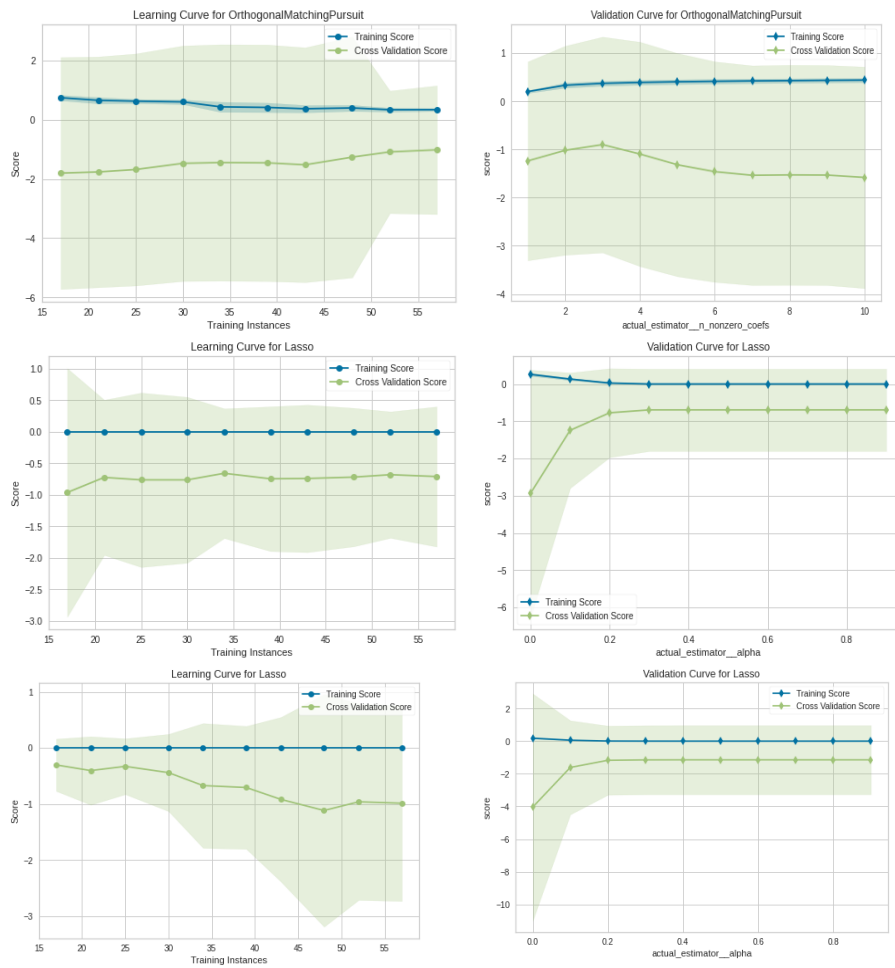 Learning Curve for OrthogonalMatchingPursuit
Training Score
Cross Validation Score
2
0
−2
−4
−6
Score
15 20 25 30 35 40 45 50 55
Training Instances
Validation Curve for OrthogonalMatchingPursuit
Training Score
Cross Validation Score
1
0
−1
−2
−3
−4
score
2 4 6 8 10
actual_estimator__n_nonzero_coefs
Learning Curve for Lasso
Training Score
Cross Validation Score
1.0
0.5
0.0
−0.5
−1.0
−1.5
−2.0
−2.5
−3.0
Score
15 20 25 30 35 40 45 50 55
Training Instances
Validation Curve for Lasso
0
−1
−2
−3
−4
−5
−6
score
Training Score
Cross Validation Score
0.0 0.2 0.4 0.6 0.8
actual_estimator__alpha
Learning Curve for Lasso
Training Score
Cross Validation Score
1
0
−1
−2
−3
Score
15 20 25 30 35 40 45 50 55
Training Instances
Validation Curve for Lasso
Training Score
Cross Validation Score
2
0
−2
−4
−6
−8
−10
score
0.0 0.2 0.4 0.6 0.8
actual_estimator__alpha